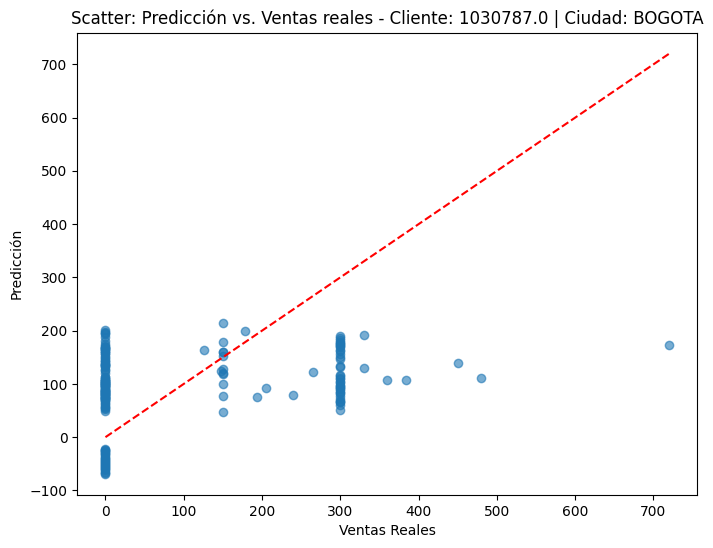 Scatter: Predicción vs. Ventas reales - Cliente: 1030787.0 | Ciudad: BOGOTA
700
600
500
400
300
200
100
0
−100
Predicción
0 100 200 300 400 500 600 700
Ventas Reales